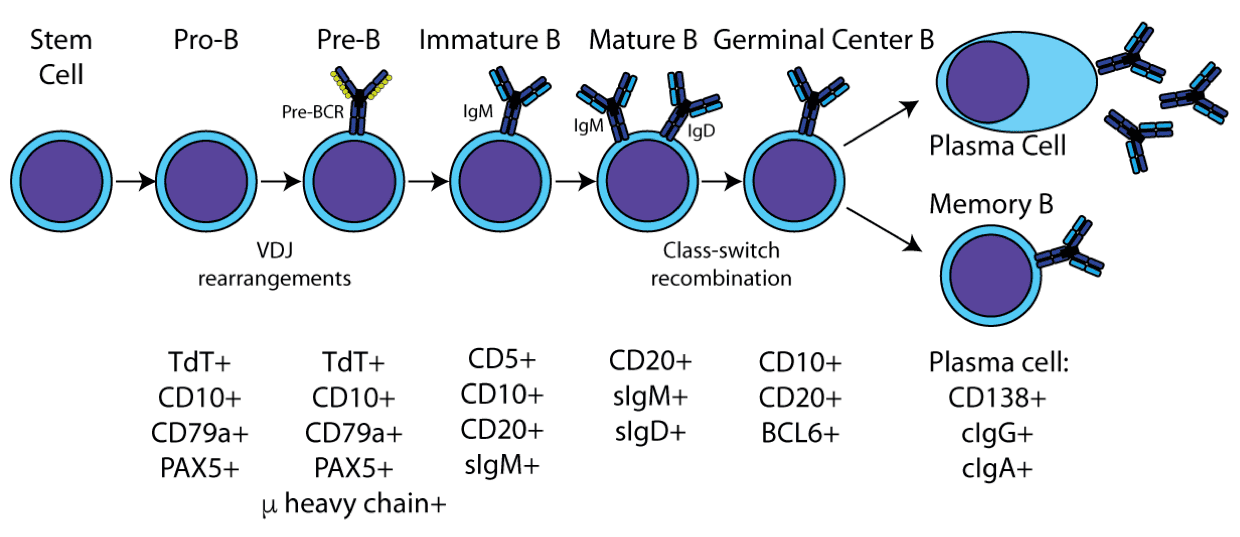 Stem
Cell
Pro-B
Pre-B
Immature B
Mature B
Germinal Center B
Pre-BCR
IgM
IgM
IgD
Plasma Cell
Memory B
VDJ
rearrangements
Class-switch
recombination
TdT+
CD10+
CD79a+
PAX5+
TdT+
CD10+
CD79a+
PAX5+
μ heavy chain+
CD5+
CD10+
CD20+
sIgM+
CD20+
sIgM+
sIgD+
CD10+
CD20+
BCL6+
Plasma cell:
CD138+
cIgG+
cIgA+